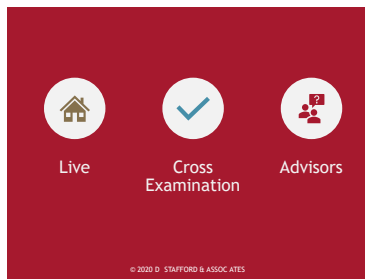 ?
Live
Cross
Examination
Advisors
© 2020 D STAFFORD & ASSOC ATES